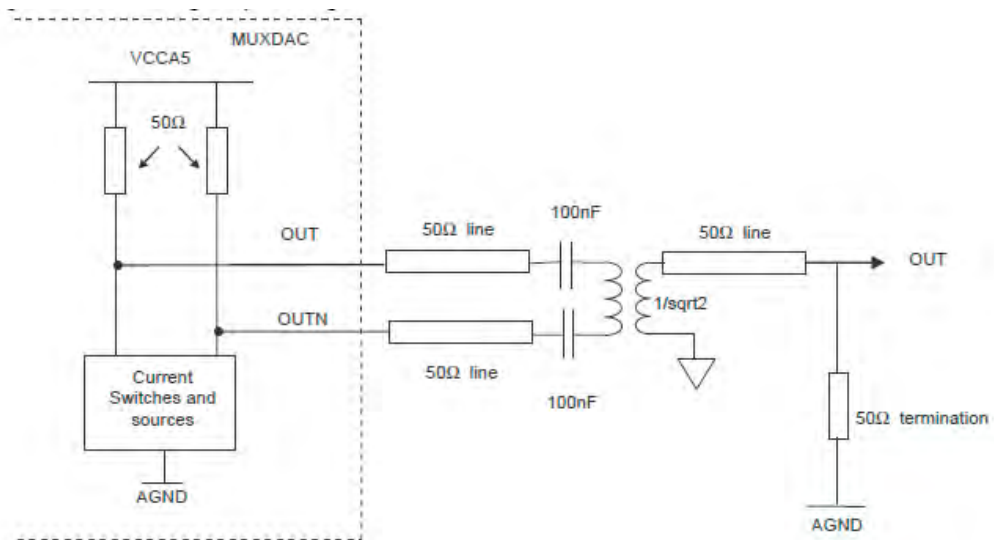 MUXDAC
VCCA5
50Ω
OUT
50Ω line
100nF
50Ω line
OUT
1/sqrt2
OUTN
50Ω line
100nF
Current
Switches and
sources
50Ω termination
AGND
AGND